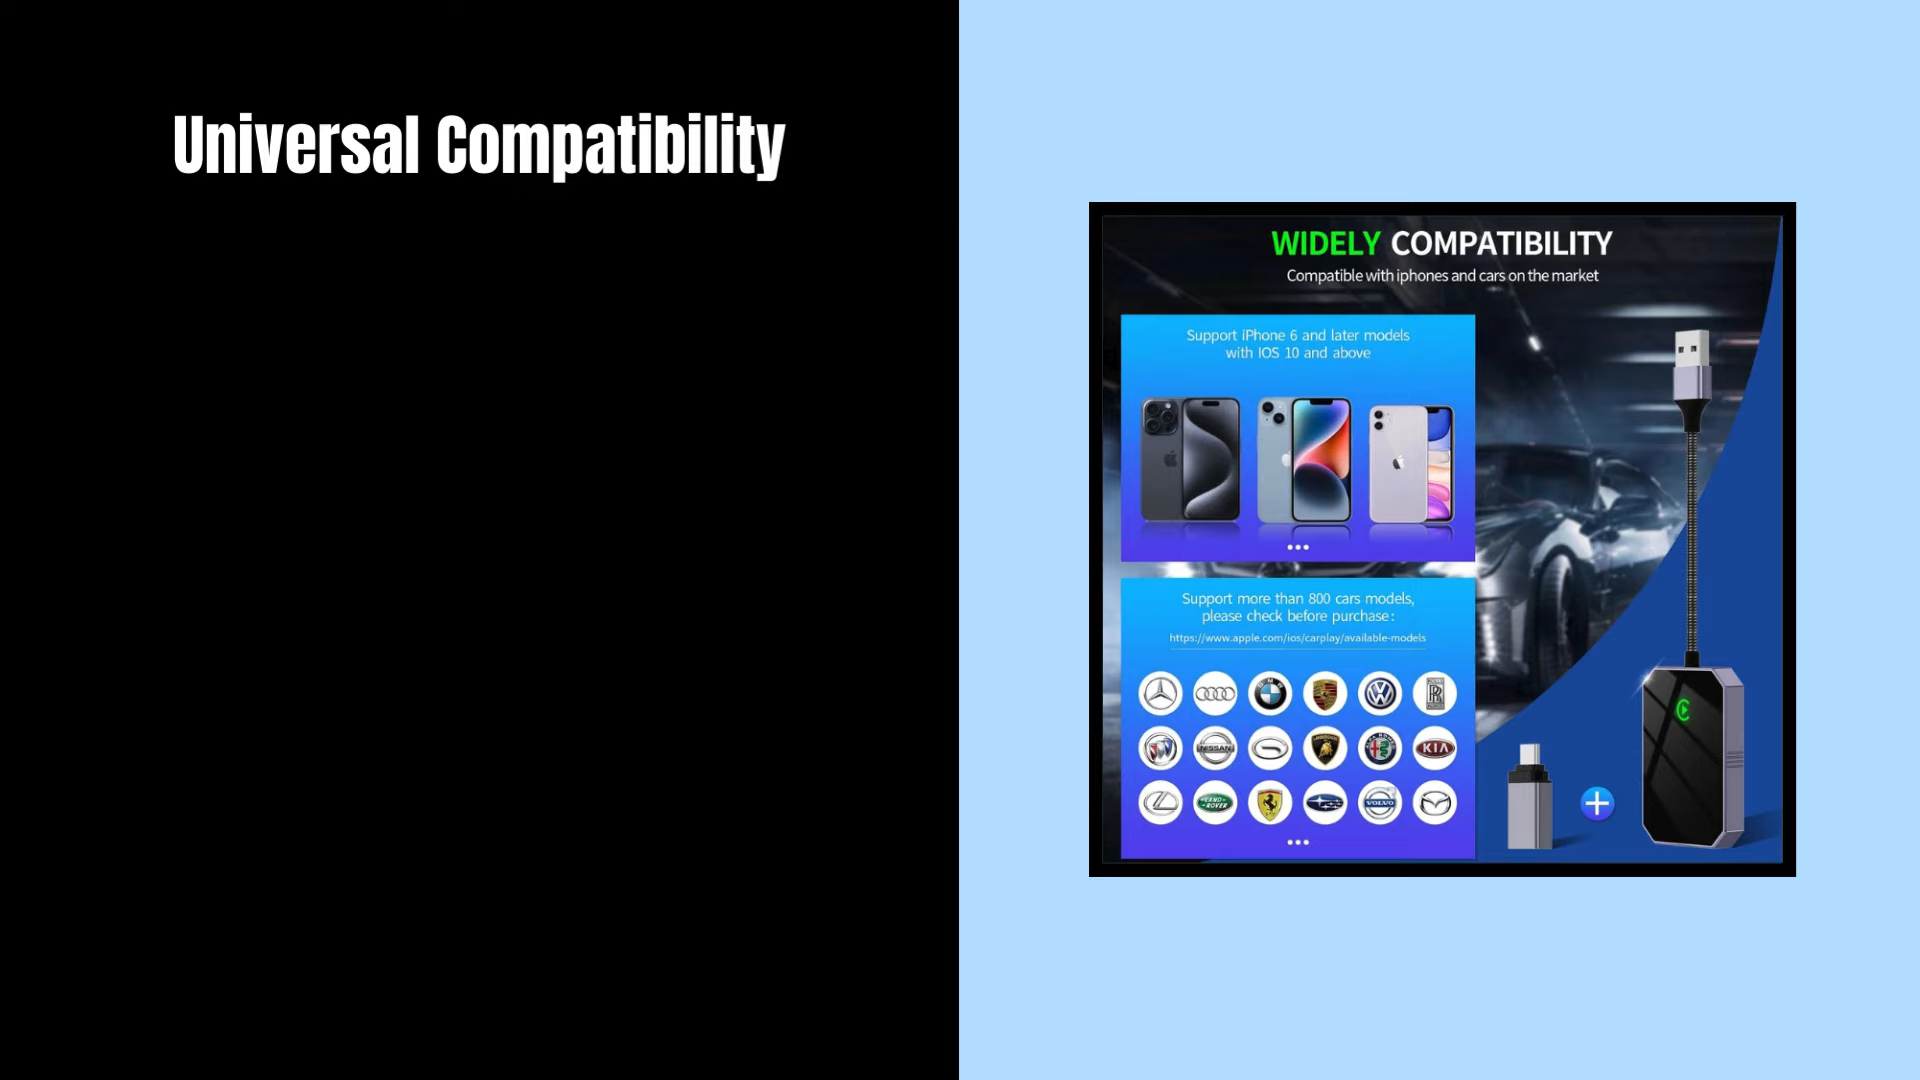 Universal Compatibility
WIDELY COMPATIBILITY
Compatible with iphones and cars on the market
Support iPhone 6 and later models
with IOS 10 and above
Support more than 800 cars models,
please check before purchase:
https://www.apple.com/ios/carplay/available-models
NISSAN
KIA
LAND-
ROVER
VOLVO